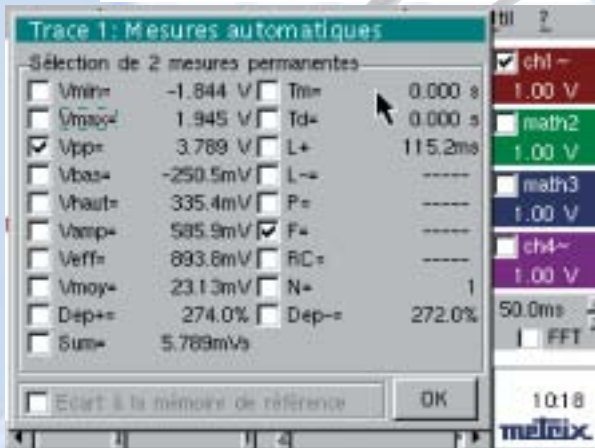 Trace 1: Mesures automatiques
Sélection de 2 mesures permanentes
Vmin= -1.844 V Tm= 0.000 s
Vmax= 1.945 V Td= 0.000 s
Vpp= 3.789 V L+ 115.2ms
Vbas= -250.5mV L-= -----
Vhaut= 335.4mV P= -----
Vamp= 585.9mV F= -----
Veff= 893.8mV RC= -----
Vmoy= 23.13mV N= 1
Dep+= 274.0% Dep-= 272.0%
Sum= 5.789mVs
Ecart à la mémoire de référence
OK
til ?
ch1 ~
1.00 V
math2
1.00 V
math3
1.00 V
ch4~
1.00 V
50.0ms
FFT
10:18
metrix